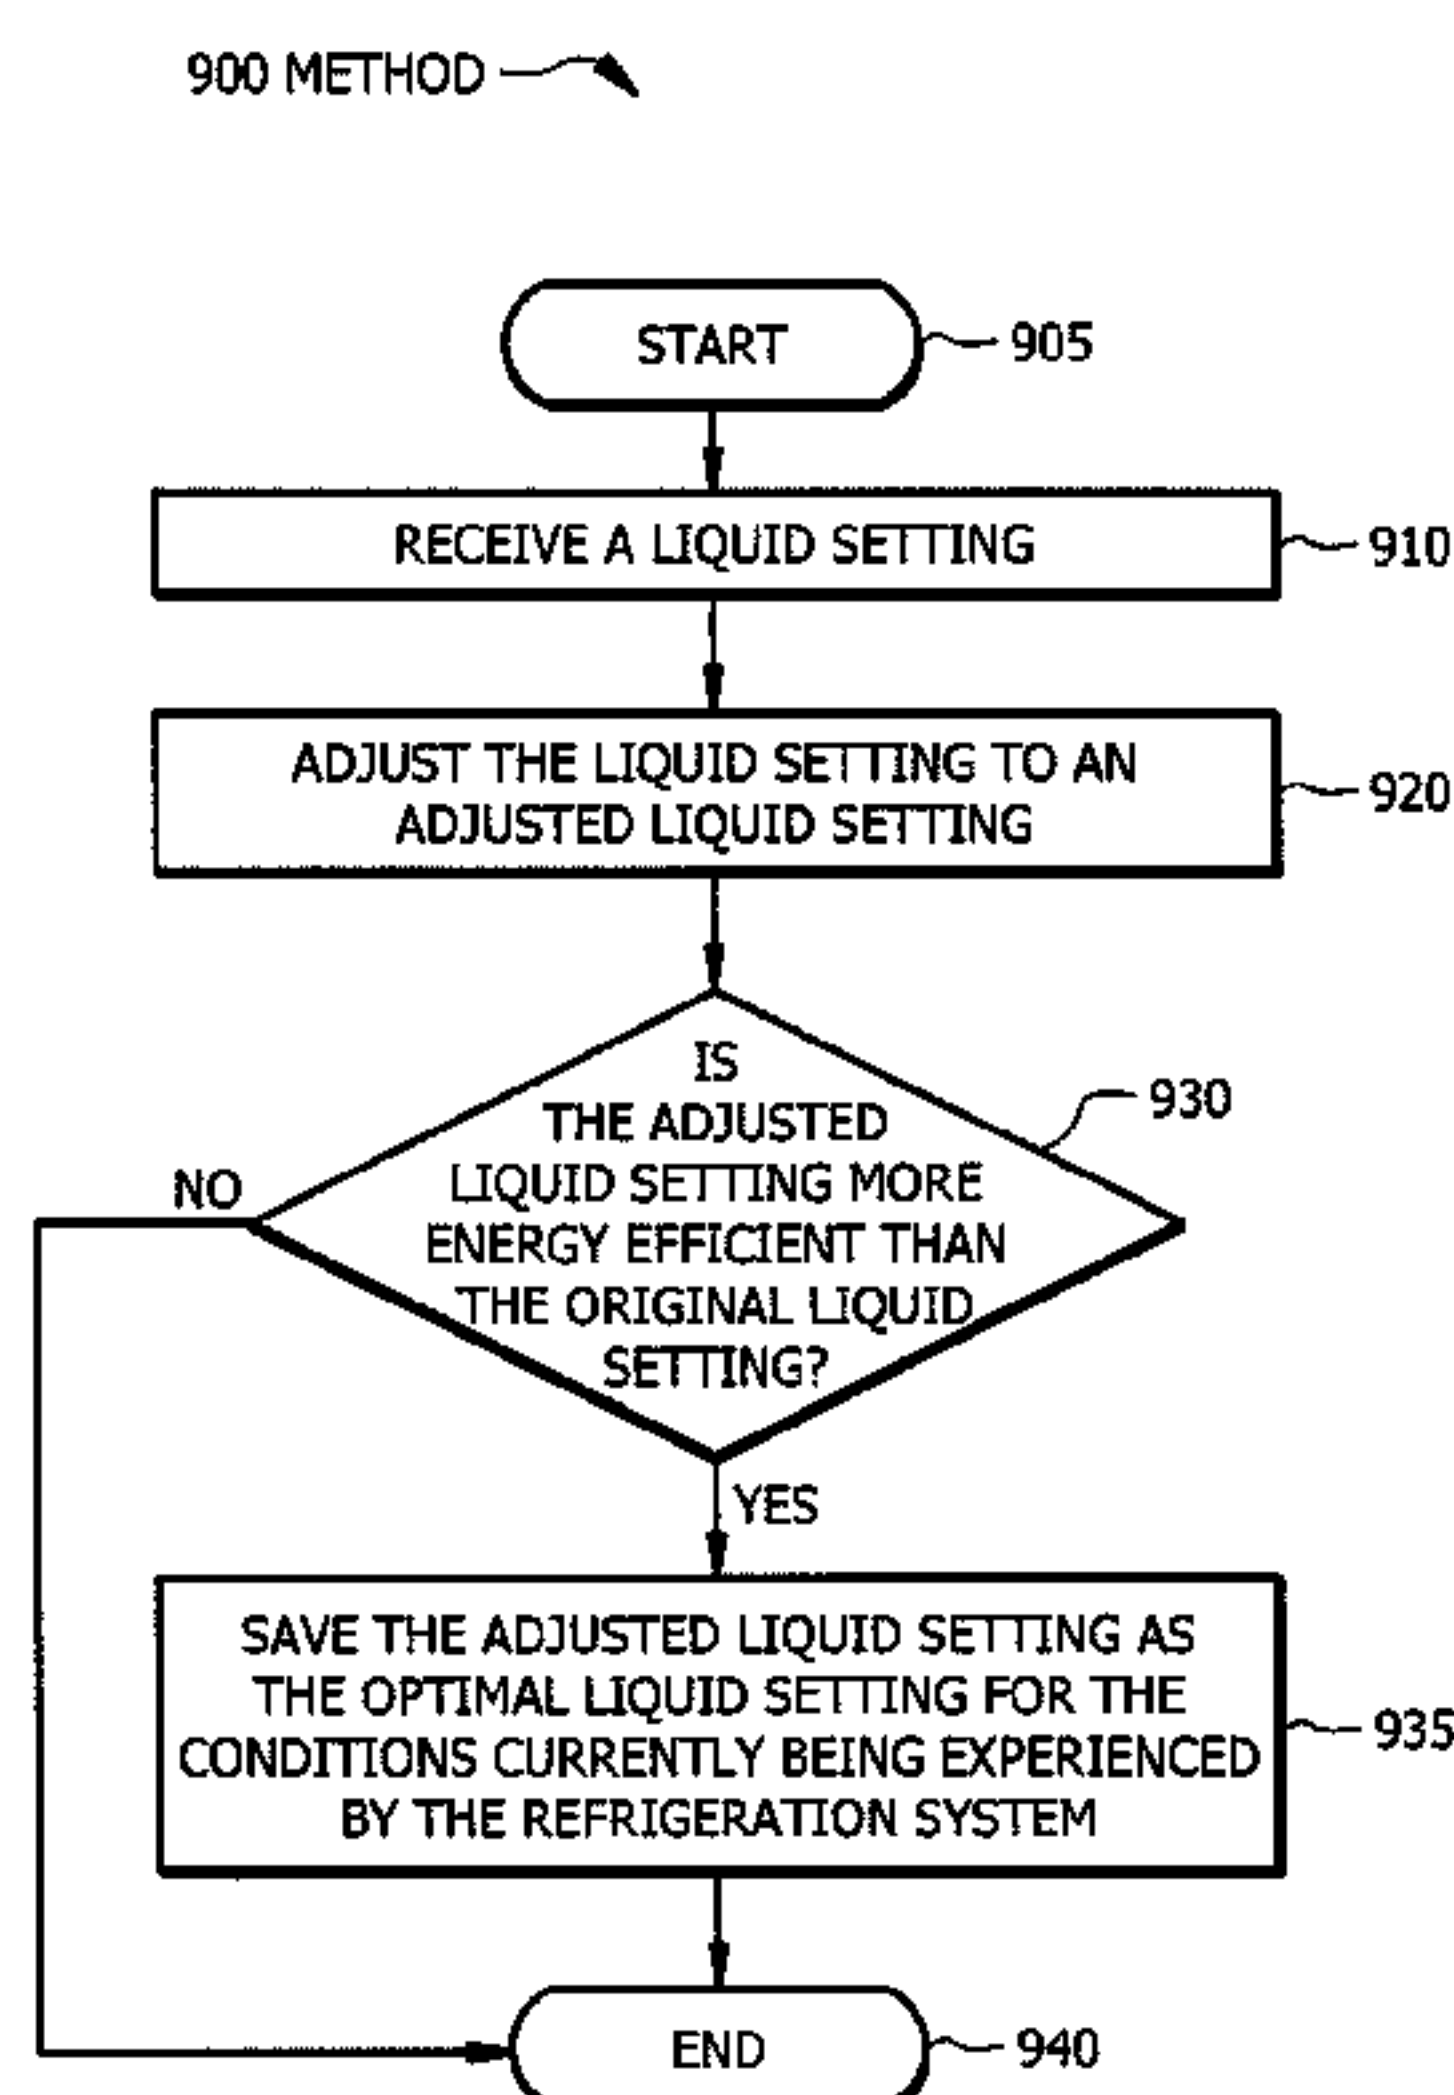 900 METHOD
START
905
RECEIVE A LIQUID SETTING
910
ADJUST THE LIQUID SETTING TO AN
ADJUSTED LIQUID SETTING
920
IS
THE ADJUSTED
LIQUID SETTING MORE
ENERGY EFFICIENT THAN
THE ORIGINAL LIQUID
SETTING?
930
NO
YES
SAVE THE ADJUSTED LIQUID SETTING AS
THE OPTIMAL LIQUID SETTING FOR THE
CONDITIONS CURRENTLY BEING EXPERIENCED
BY THE REFRIGERATION SYSTEM
935
END
940